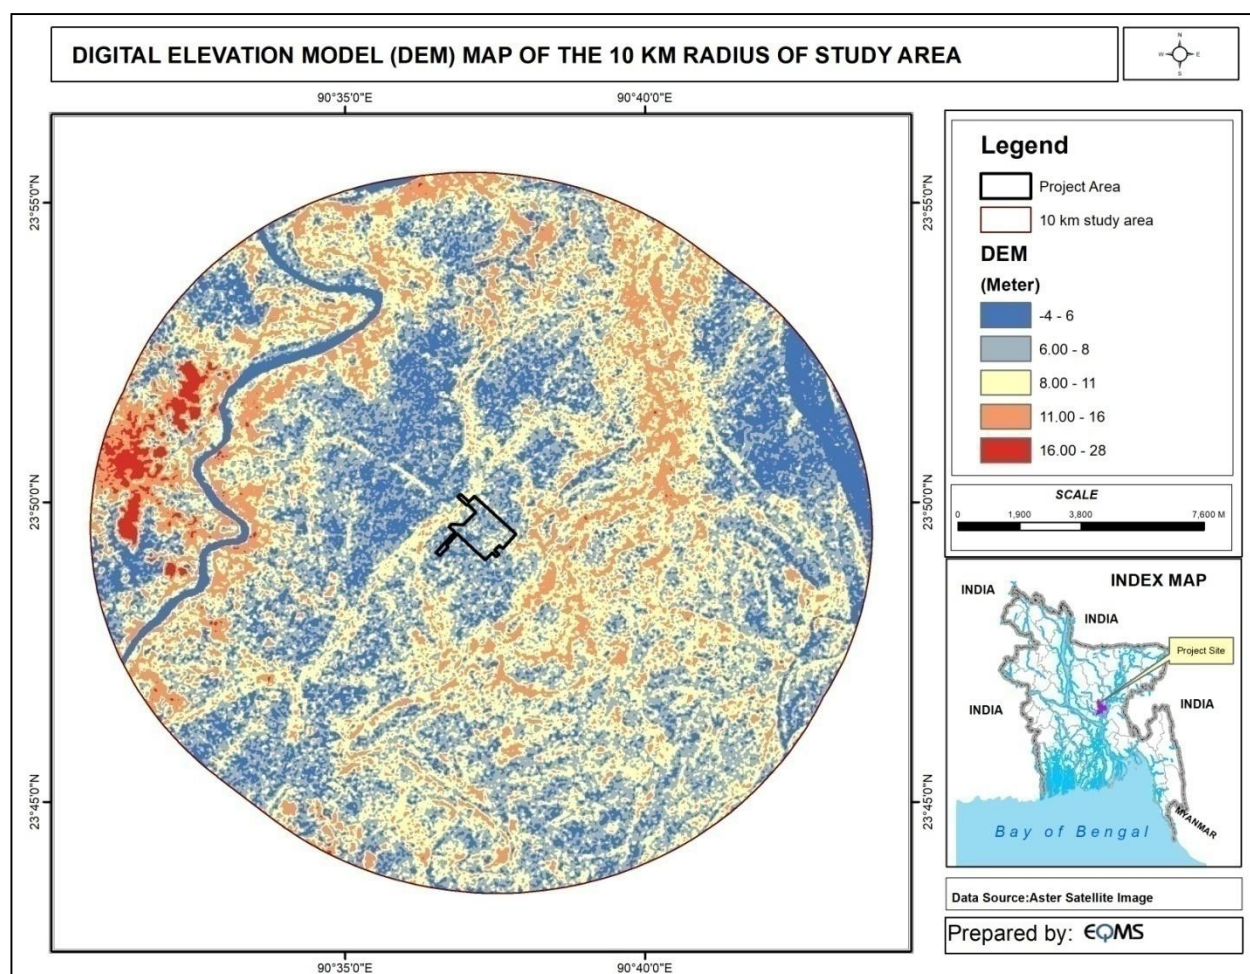 DIGITAL ELEVATION MODEL (DEM) MAP OF THE 10 KM RADIUS OF STUDY AREA
N
W E
S
90°35'0"E 90°40'0"E
23°55'0"N 23°55'0"N
23°50'0"N 23°50'0"N
23°45'0"N 23°45'0"N
90°35'0"E 90°40'0"E
Legend
Project Area
10 km study area
DEM
(Meter)
-4 - 6
6.00 - 8
8.00 - 11
11.00 - 16
16.00 - 28
SCALE
0 1,900 3,800 7,600 M
INDEX MAP
INDIA
INDIA
Project Site
INDIA
INDIA
MYANMAR
Bay of Bengal
Data Source:Aster Satellite Image
Prepared by: EQMS